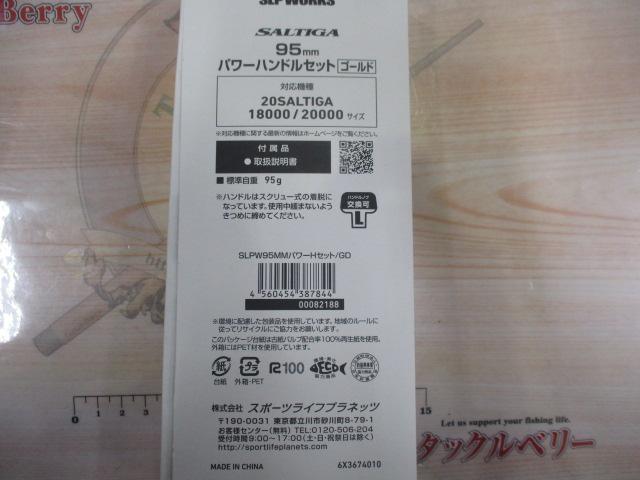 Berry
SLPWORKS
SALTIGA
95mm
パワーハンドルセット ゴールド
対応機種
20SALTIGA
18000/20000 サイズ
※対応機種に関する最新の情報はホームページをご覧ください。
付属品
● 取扱説明書
■ 標準自重 95g
※ハンドルはスクリュー式の着脱に
なっています。使用中緩まないよう
きつめに締めてください。
ハンドルノブ
交換可
L
SLPW95MMパワーHセット/GD
4 560454 387844
00082188
※環境に配慮した包装品を使用しています。地域のルールに
従ってリサイクルにご協力をお願いします。
このパッケージ台紙は古紙パルプ配合率100%再生紙を使用。
外箱にはPET材を使用しています。
紙
台紙
プラ
外箱・PET
R100
ECO
株式会社 スポーツライフプラネッツ
〒190-0031 東京都立川市砂川町8-79-1
お客様センター(無料) TEL:0120-506-204
受付時間9:00~17:00(土・日・祝祭日は除く)
https://sportlifeplanets.com/
MADE IN CHINA 6X3674010
0
15
fishing life.
タックルベリー